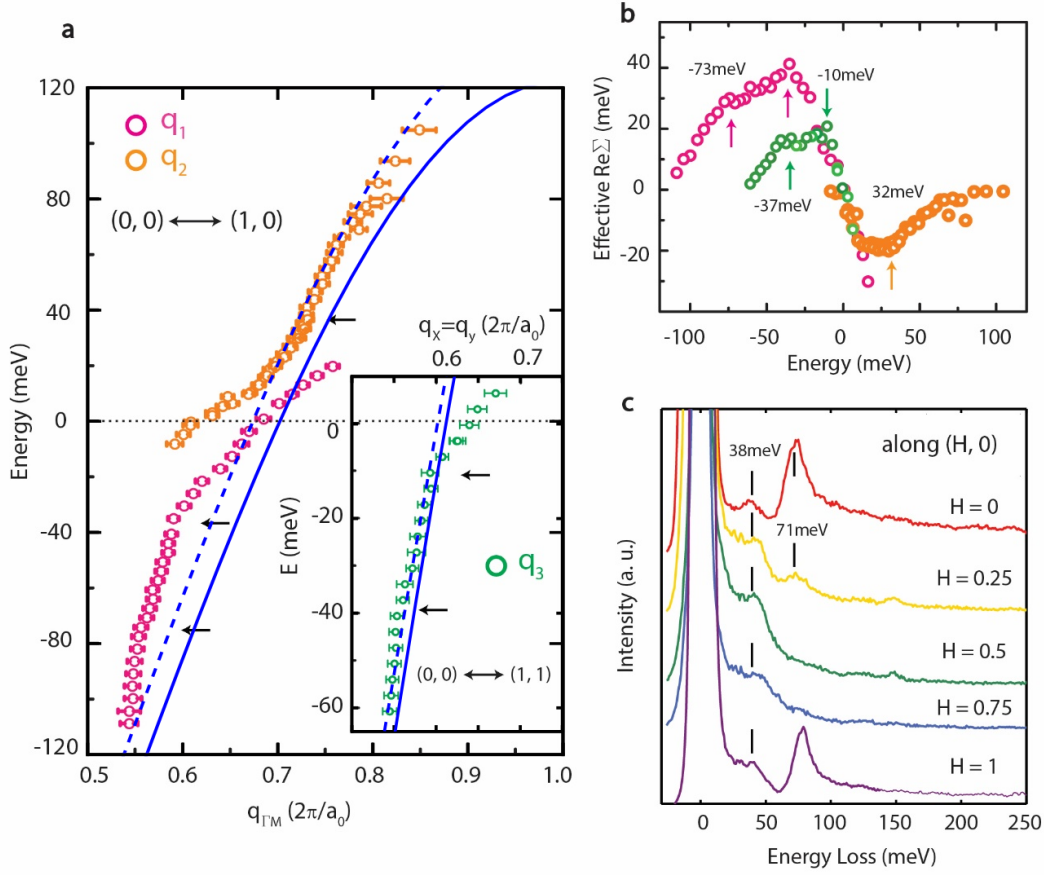 a
120
80
40
0
-40
-80
-120
Energy (meV)
q1
q2
(0, 0) ⟷ (1, 0)
0.5
0.6
0.7
0.8
0.9
1.0
qΓM (2π/a0)
qX=qy (2π/a0)
0.6
0.7
0
-20
-40
-60
E (meV)
q3
(0, 0) ⟷ (1, 1)
b
40
20
0
-20
Effective ReΣ (meV)
-73meV
-10meV
-37meV
32meV
-100
-50
0
50
100
Energy (meV)
c
along (H, 0)
38meV
71meV
H = 0
H = 0.25
H = 0.5
H = 0.75
H = 1
Intensity (a. u.)
0
50
100
150
200
250
Energy Loss (meV)